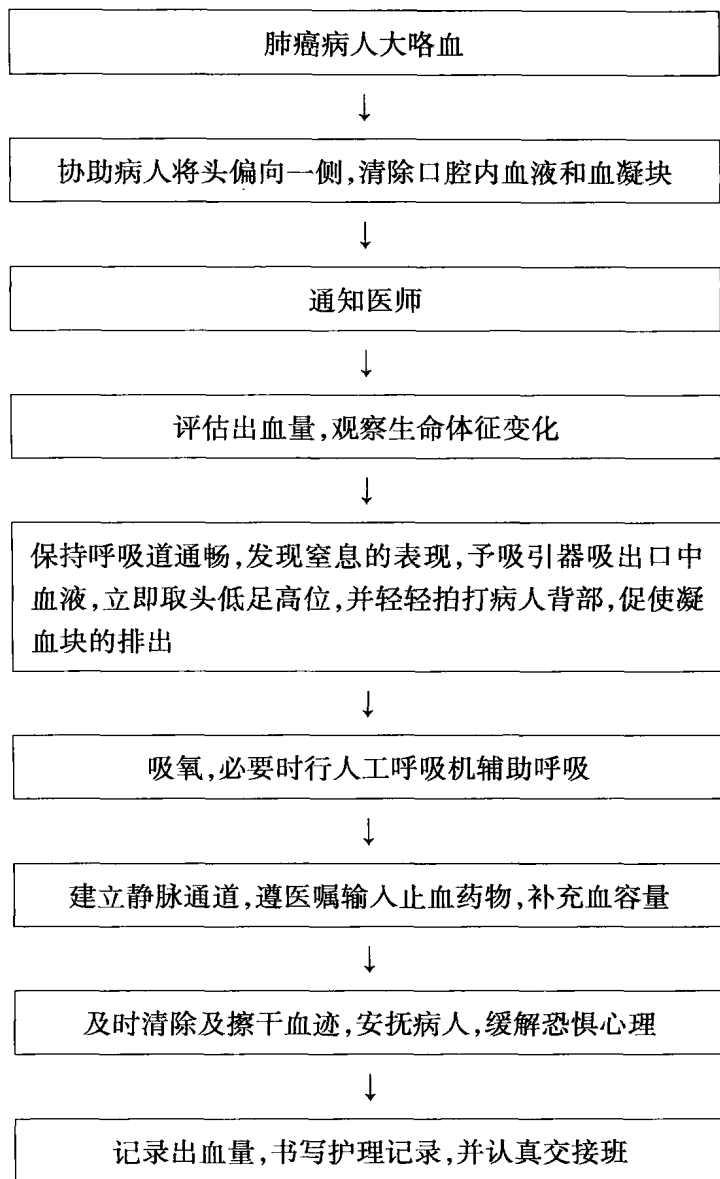 肺癌病人大咯血
↓
协助病人将头偏向一侧,清除口腔内血液和血凝块
↓
通知医师
↓
评估出血量,观察生命体征变化
↓
保持呼吸道通畅,发现窒息的表现,予吸引器吸出口中
血液,立即取头低足高位,并轻轻拍打病人背部,促使凝
血块的排出
↓
吸氧,必要时行人工呼吸机辅助呼吸
↓
建立静脉通道,遵医嘱输入止血药物,补充血容量
↓
及时清除及擦干血迹,安抚病人,缓解恐惧心理
↓
记录出血量,书写护理记录,并认真交接班